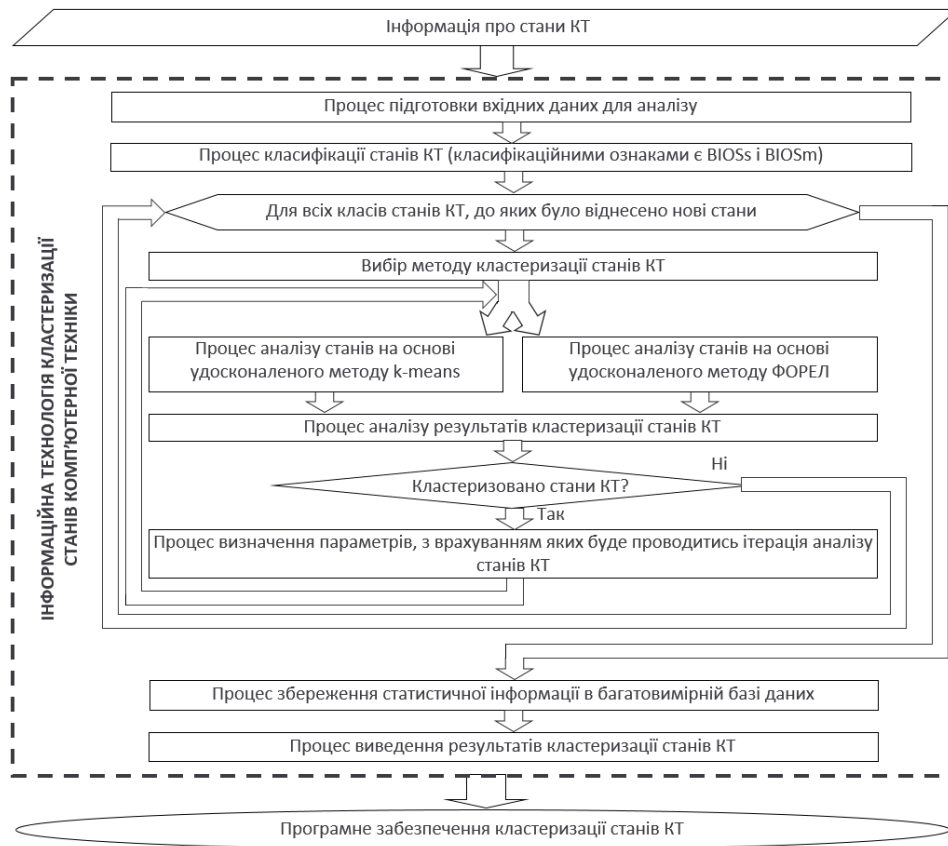 Інформація про стани КТ
ІНФОРМАЦІЙНА ТЕХНОЛОГІЯ КЛАСТЕРИЗАЦІЇ
СТАНІВ КОМП'ЮТЕРНОЇ ТЕХНІКИ
Процес підготовки вхідних даних для аналізу
Процес класифікації станів КТ (класифікаційними ознаками є BIOSs і BIOSm)
Для всіх класів станів КТ, до яких було віднесено нові стани
Вибір методу кластеризації станів КТ
Процес аналізу станів на основі
удосконаленого методу k-means
Процес аналізу станів на основі
удосконаленого методу ФОРЕЛ
Процес аналізу результатів кластеризації станів КТ
Ні
Кластеризовано стани КТ?
Так
Процес визначення параметрів, з врахуванням яких буде проводитись ітерація аналізу
станів КТ
Процес збереження статистичної інформації в багатовимірній базі даних
Процес виведення результатів кластеризації станів КТ
Програмне забезпечення кластеризації станів КТ